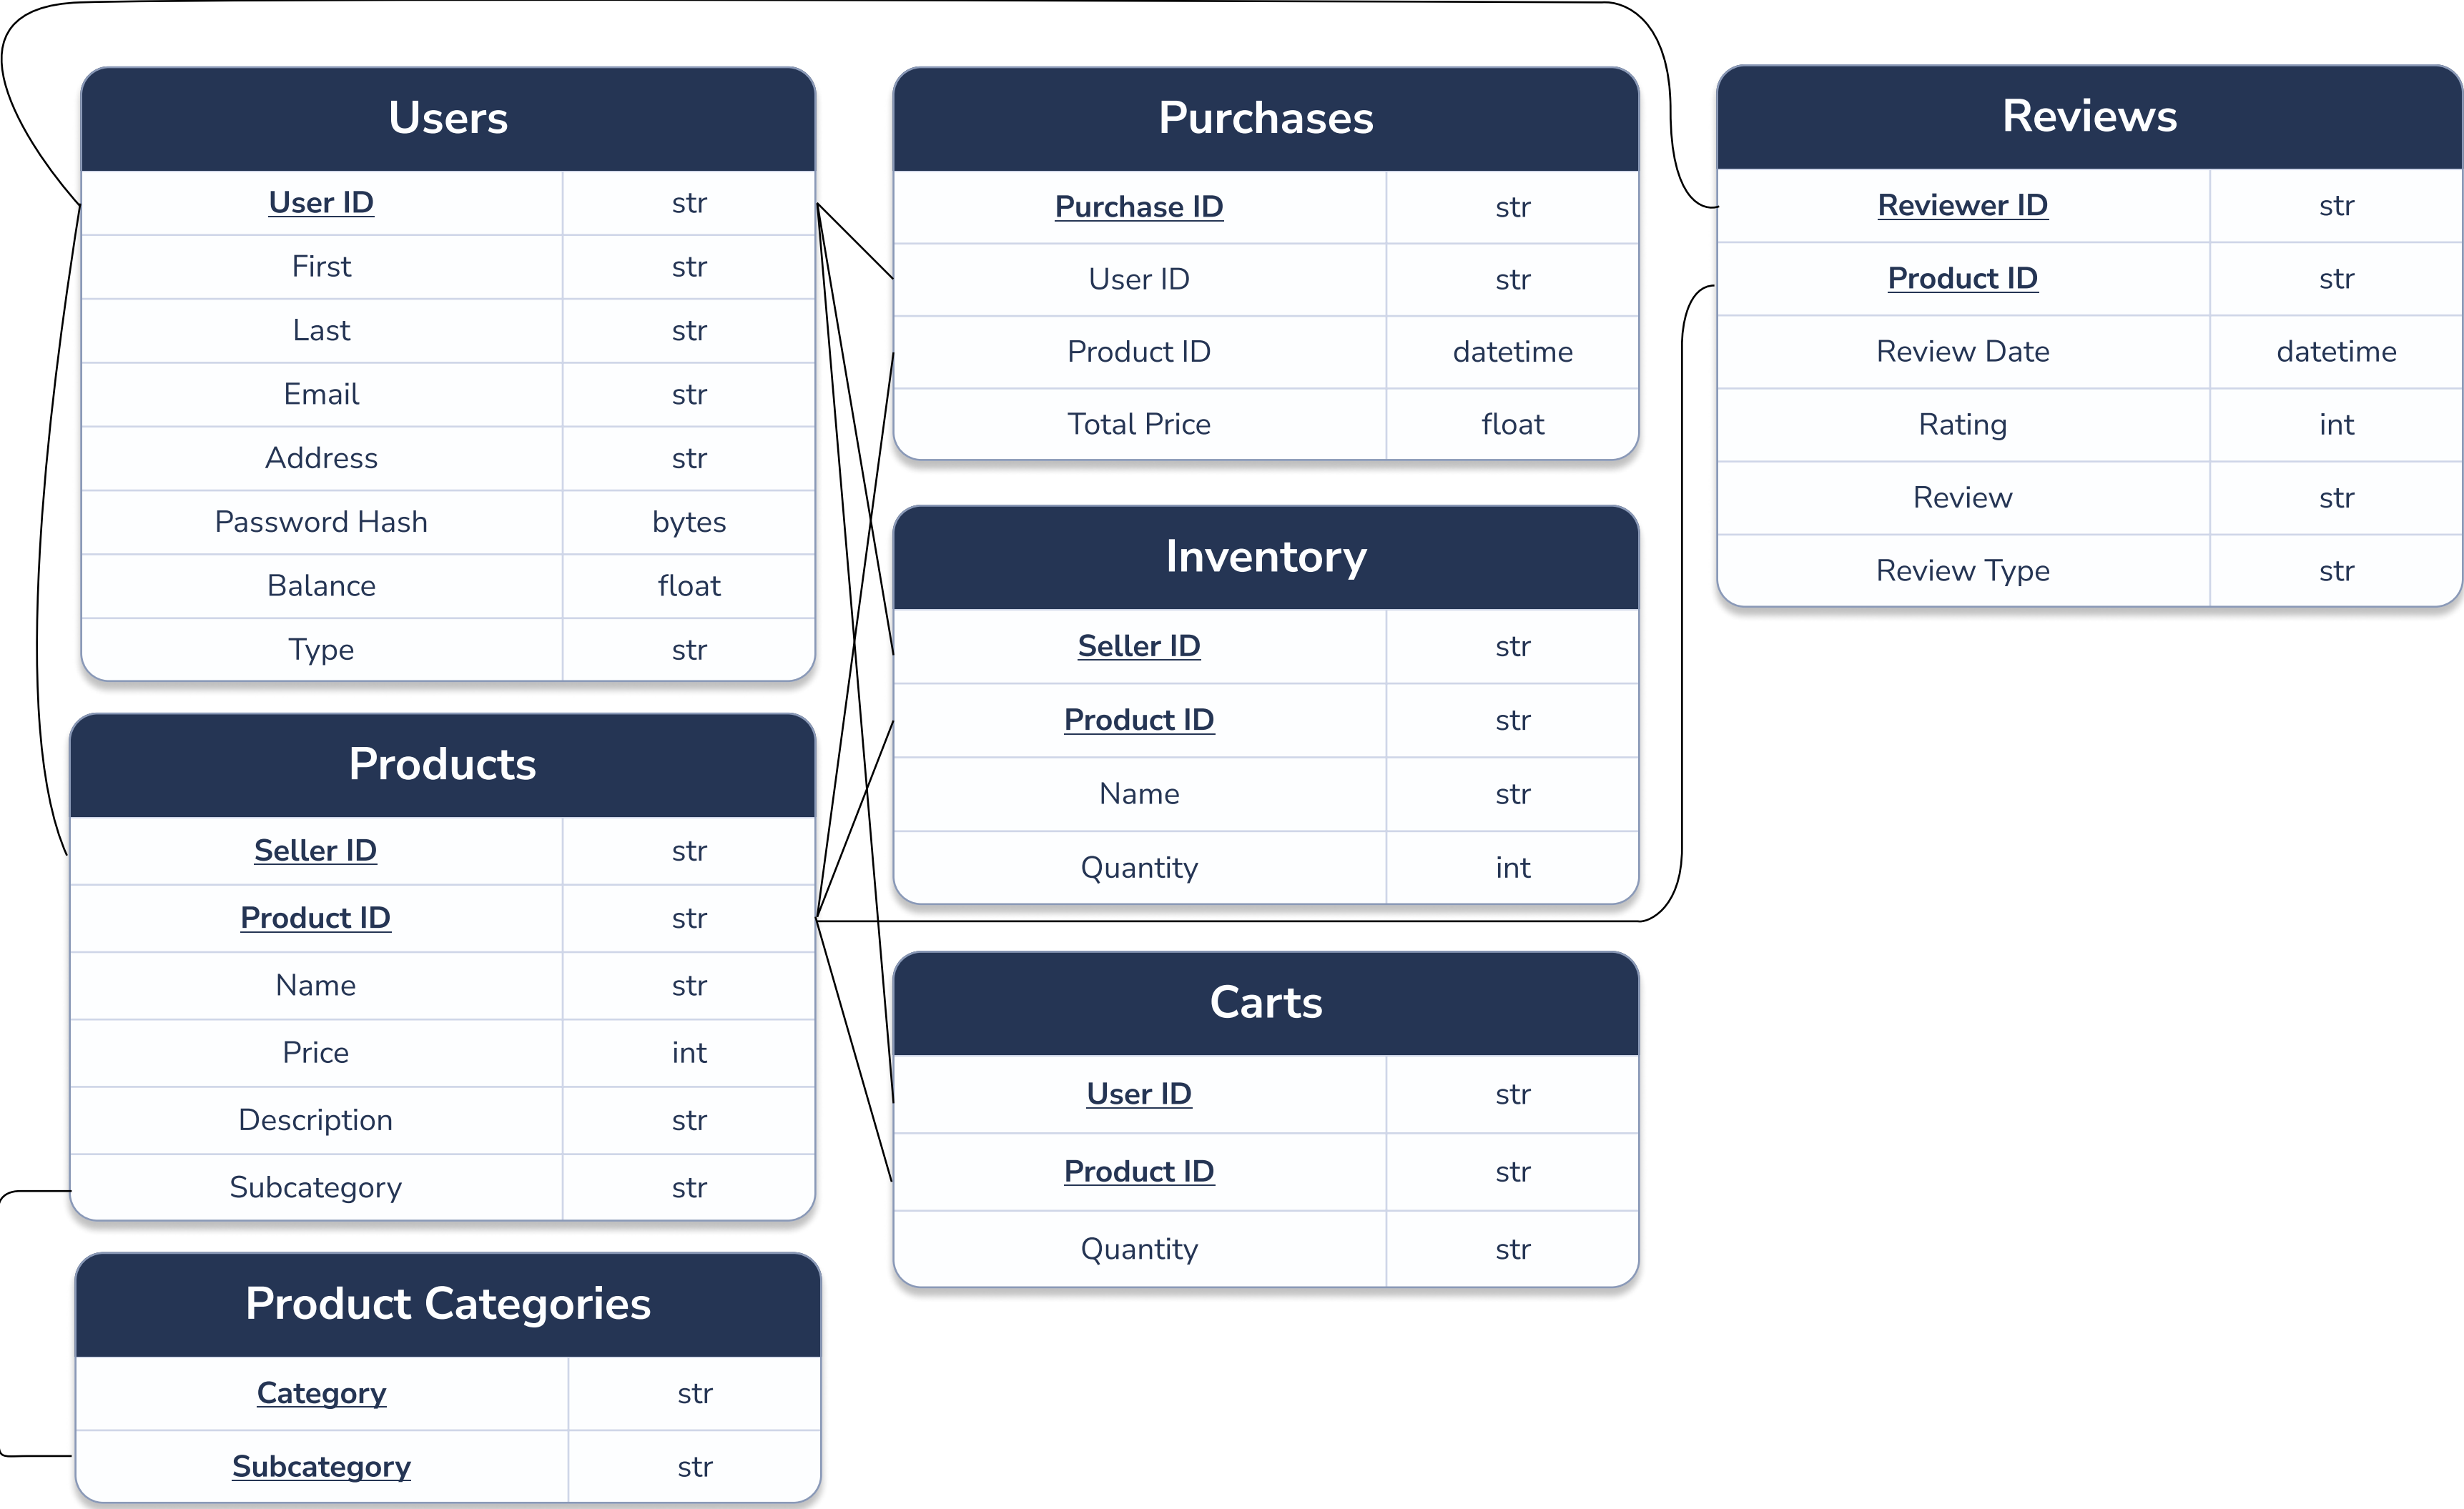 Users
User ID str
First str
Last str
Email str
Address str
Password Hash bytes
Balance float
Type str
Products
Seller ID str
Product ID str
Name str
Price int
Description str
Subcategory str
Product Categories
Category str
Subcategory str
Purchases
Purchase ID str
User ID str
Product ID datetime
Total Price float
Inventory
Seller ID str
Product ID str
Name str
Quantity int
Carts
User ID str
Product ID str
Quantity str
Reviews
Reviewer ID str
Product ID str
Review Date datetime
Rating int
Review str
Review Type str